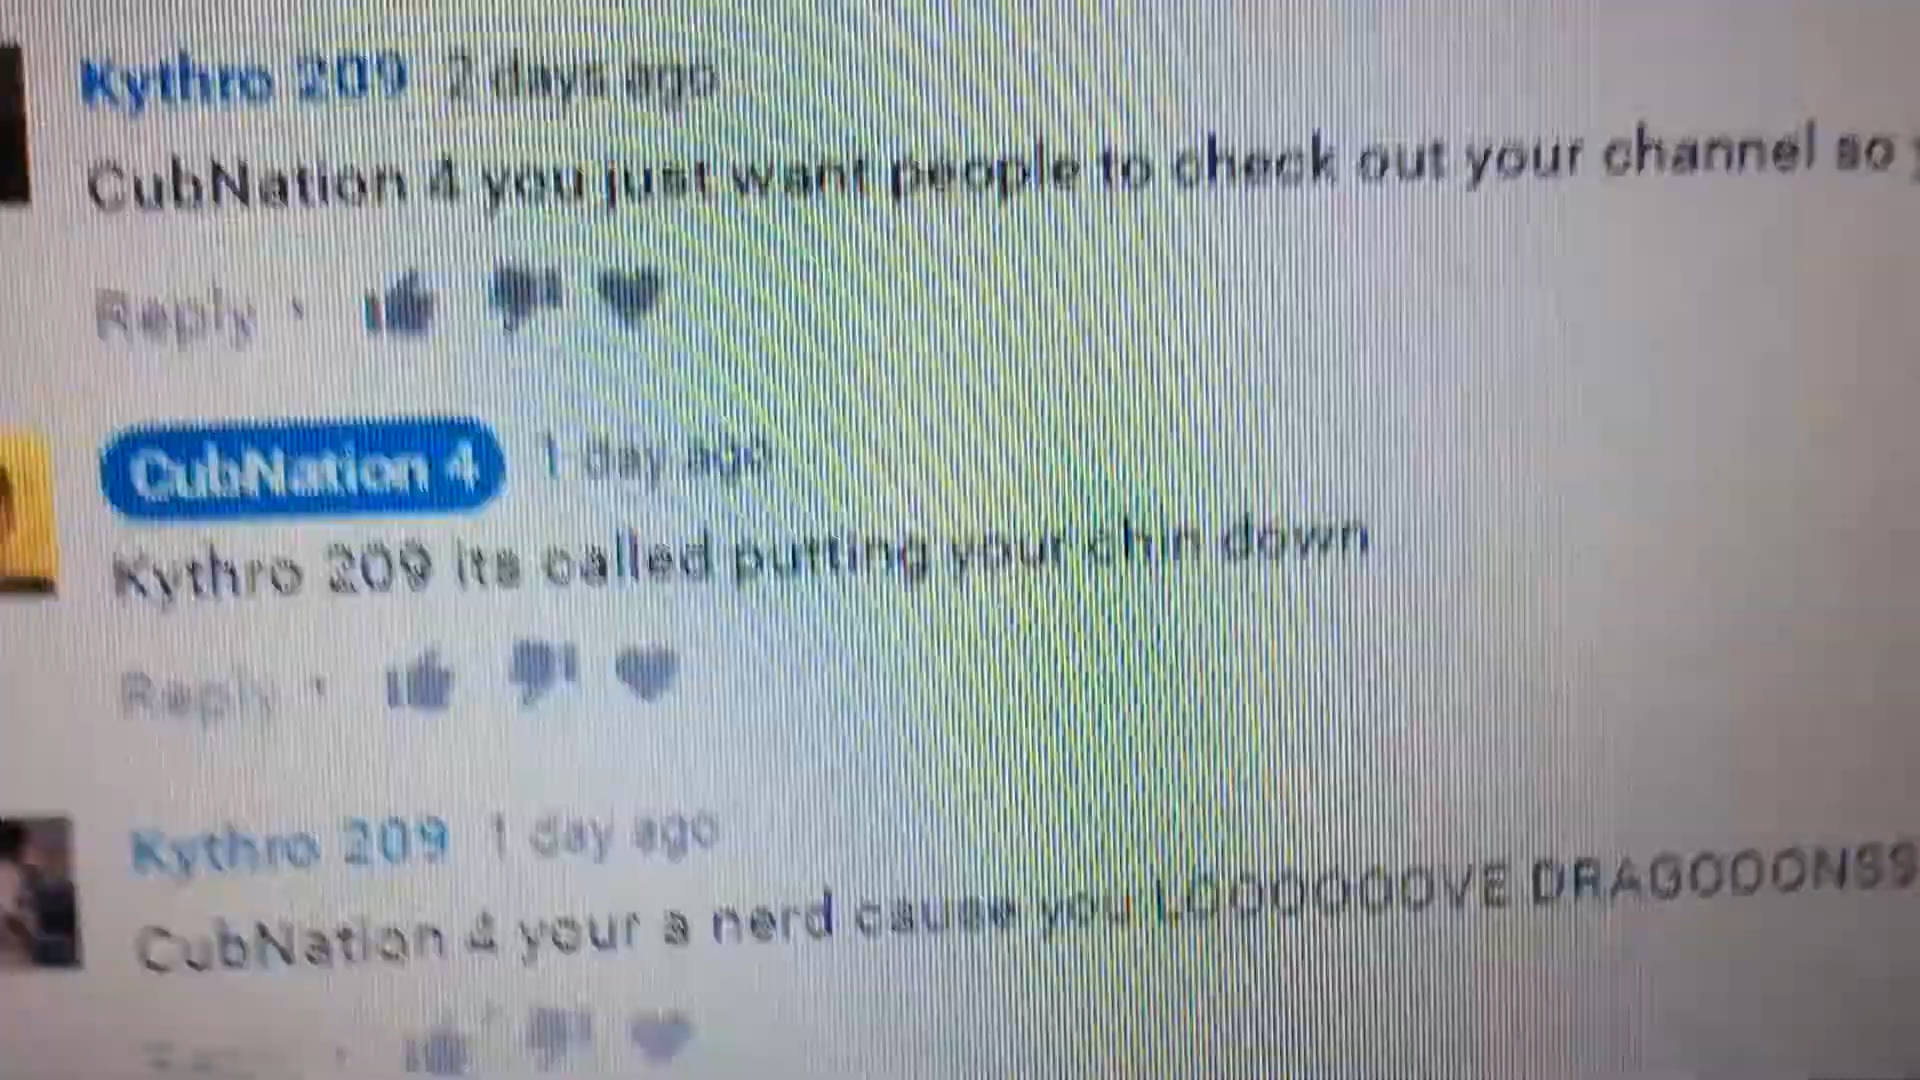 Kythro 209 2 days ago
CubNation 4 you just want people to check out your channel so
Reply
CubNation 4 1 day ago
Kythro 209 its called putting your chin down
Reply
Kythro 209 1 day ago
CubNation 4 your a nerd cause you LOOOOOOVE DRAGOOONSS